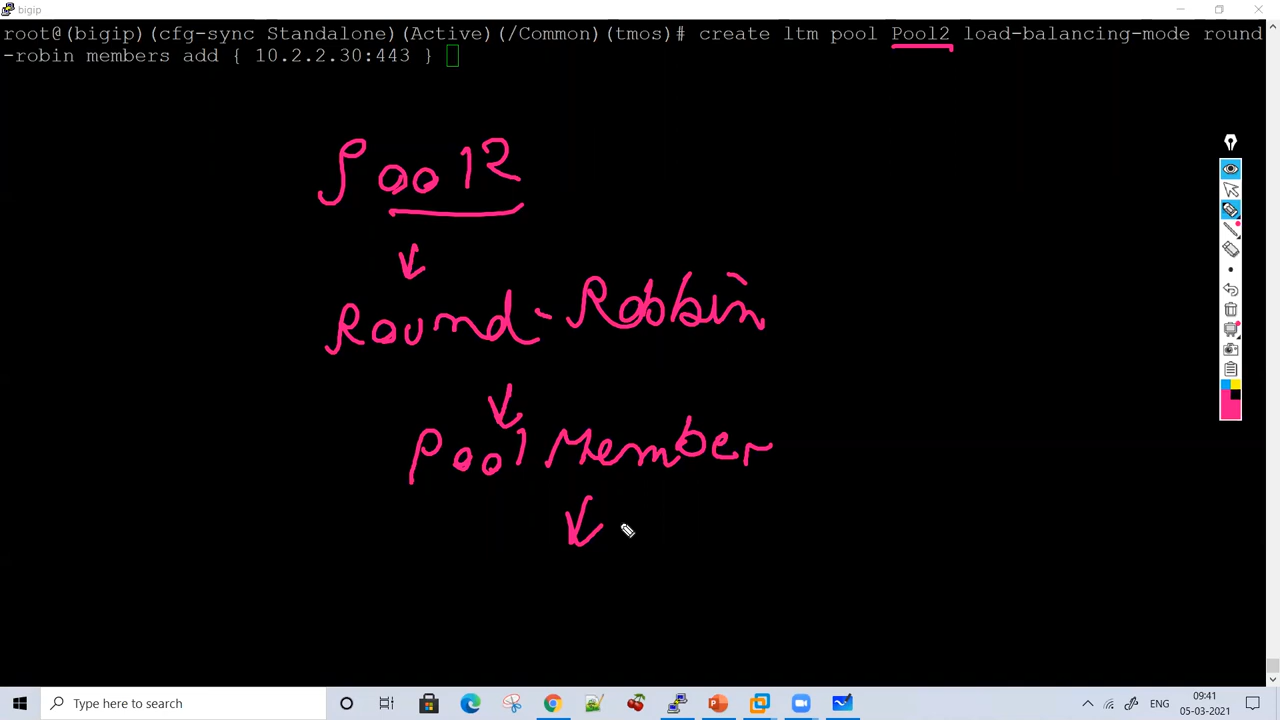 bigip
root@(bigip)(cfg-sync Standalone)(Active)(/Common)(tmos)# create ltm pool Pool2 load-balancing-mode round
-robin members add { 10.2.2.30:443 }
Pool2
Round-Robbin
Pool Member
Type here to search
ENG
09:41
05-03-2021